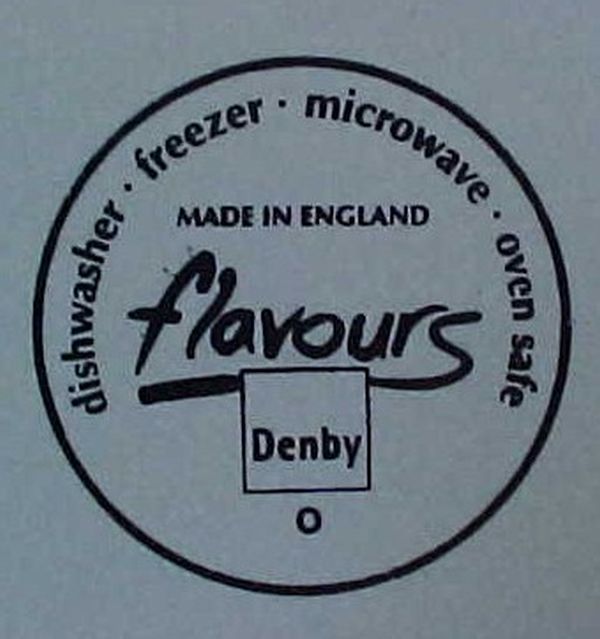 dishwasher · freezer · microwave · oven safe
MADE IN ENGLAND
flavours
Denby
O